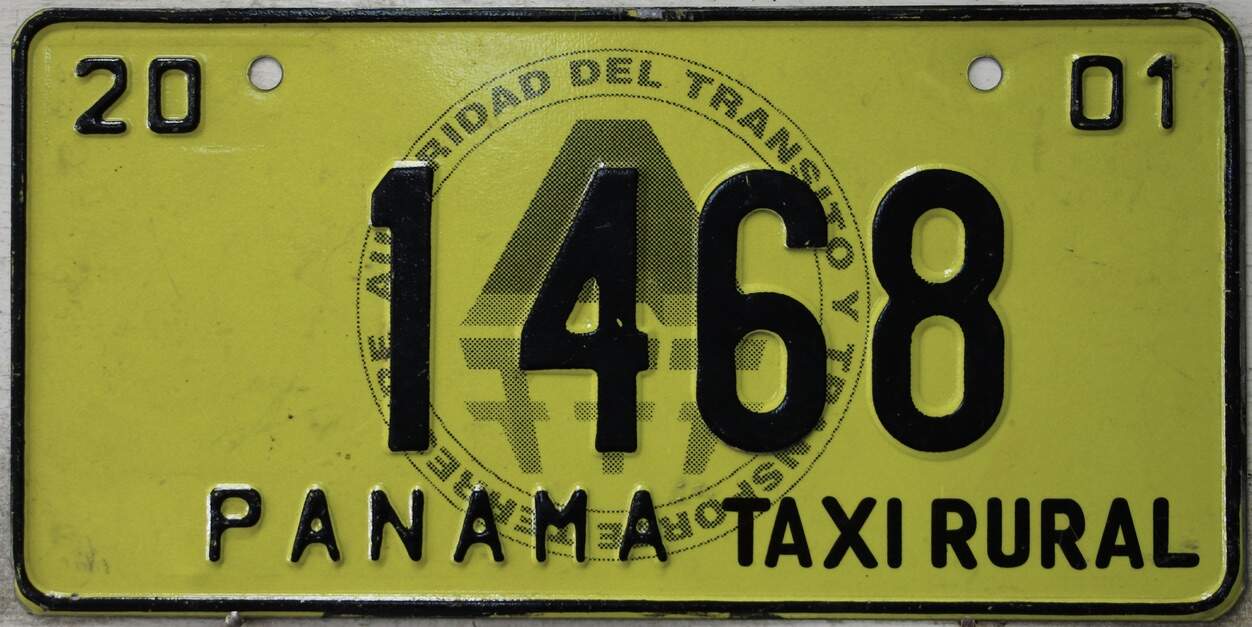 20 01
AUTORIDAD DEL TRANSITO Y TRANSPORTE TERRESTRE
1468
PANAMA TAXI RURAL